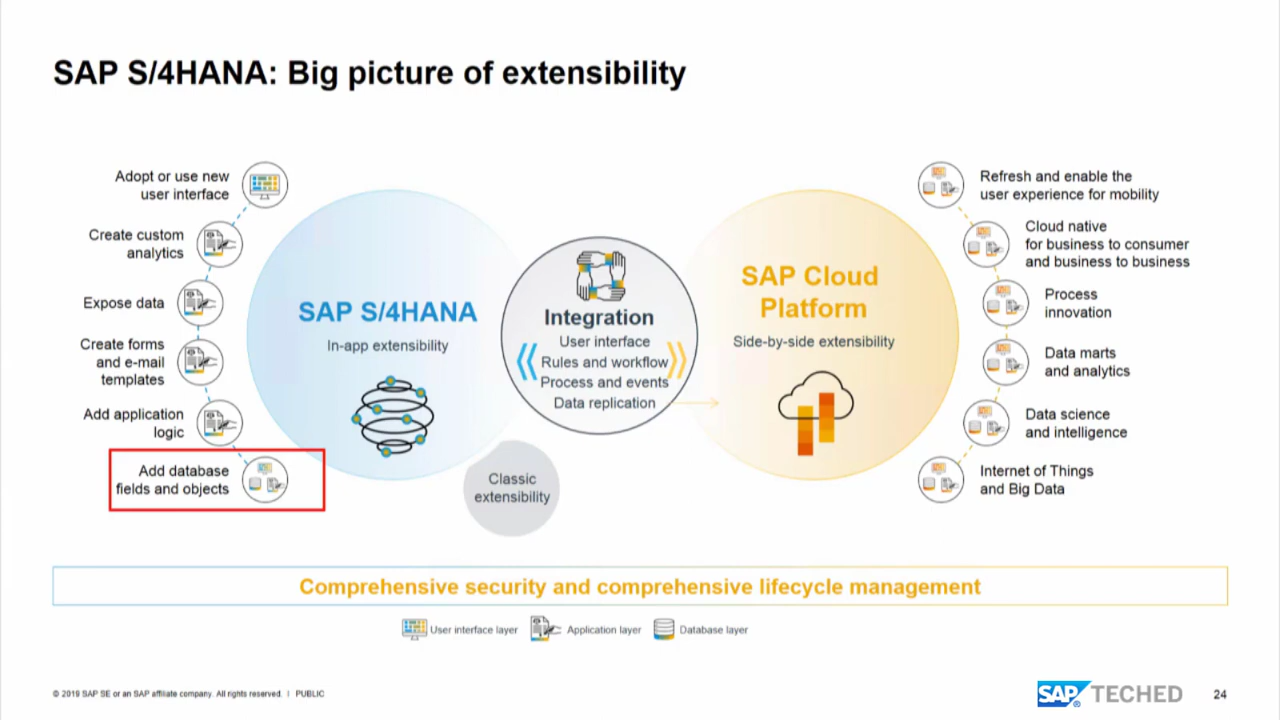 SAP S/4HANA: Big picture of extensibility
Adopt or use new
user interface
Create custom
analytics
Expose data
Create forms
and e-mail
templates
Add application
logic
Add database
fields and objects
SAP S/4HANA
In-app extensibility
Integration
User interface
Rules and workflow
Process and events
Data replication
Classic
extensibility
SAP Cloud
Platform
Side-by-side extensibility
Refresh and enable the
user experience for mobility
Cloud native
for business to consumer
and business to business
Process
innovation
Data marts
and analytics
Data science
and intelligence
Internet of Things
and Big Data
Comprehensive security and comprehensive lifecycle management
User interface layer
Application layer
Database layer
© 2019 SAP SE or an SAP affiliate company. All rights reserved. | PUBLIC
SAP® TECHED
24